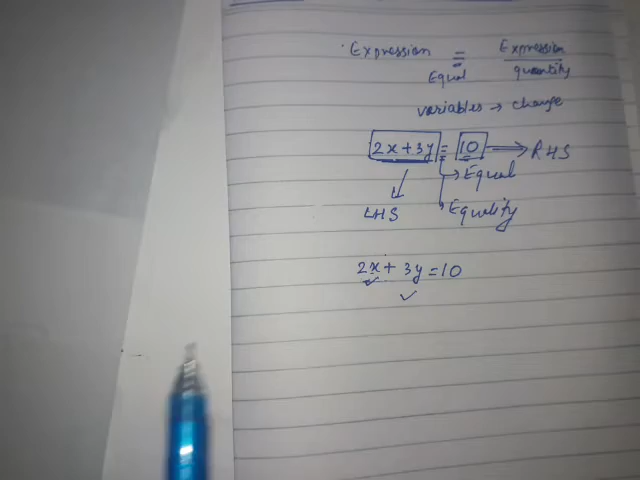 Expression = Expression
Equal quantity
variables → change
2x+3y = 10 ⟹ RHS
→ Equal
LHS → Equality
2x + 3y = 10